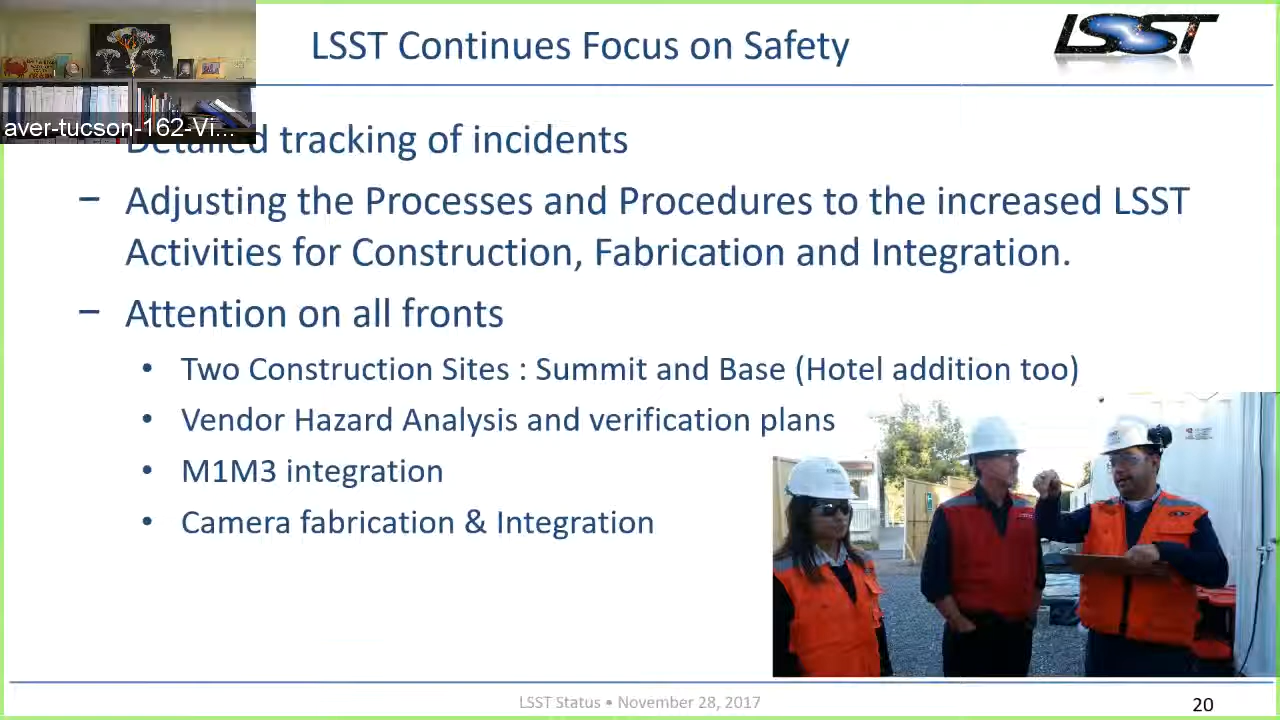 LSST Continues Focus on Safety
LSST
aver-tucson-162-Vi...
Detailed tracking of incidents
– Adjusting the Processes and Procedures to the increased LSST
Activities for Construction, Fabrication and Integration.
– Attention on all fronts
• Two Construction Sites : Summit and Base (Hotel addition too)
• Vendor Hazard Analysis and verification plans
• M1M3 integration
• Camera fabrication & Integration
LSST Status • November 28, 2017
20